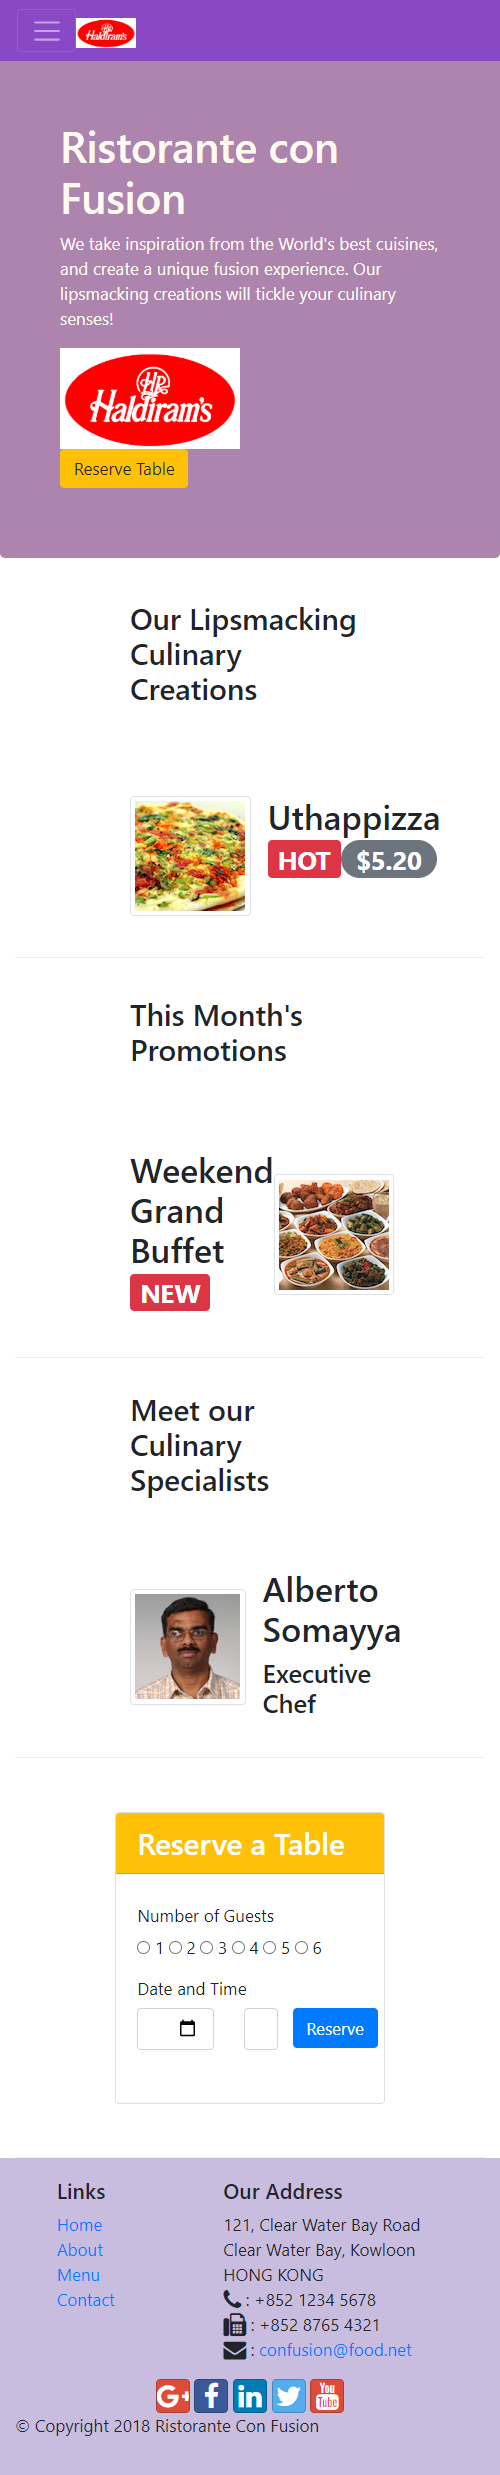 Haldiram's
Ristorante con
Fusion
We take inspiration from the World's best cuisines,
and create a unique fusion experience. Our
lipsmacking creations will tickle your culinary
senses!
HR
Haldiram's
Reserve Table
Our Lipsmacking
Culinary
Creations
Uthappizza
HOT $5.20
This Month's
Promotions
Weekend
Grand
Buffet
NEW
Meet our
Culinary
Specialists
Alberto
Somayya
Executive
Chef
Reserve a Table
Number of Guests
1 2 3 4 5 6
Date and Time
Reserve
Links
Home
About
Menu
Contact
Our Address
121, Clear Water Bay Road
Clear Water Bay, Kowloon
HONG KONG
: +852 1234 5678
: +852 8765 4321
: confusion@food.net
G+ f in You Tube
© Copyright 2018 Ristorante Con Fusion